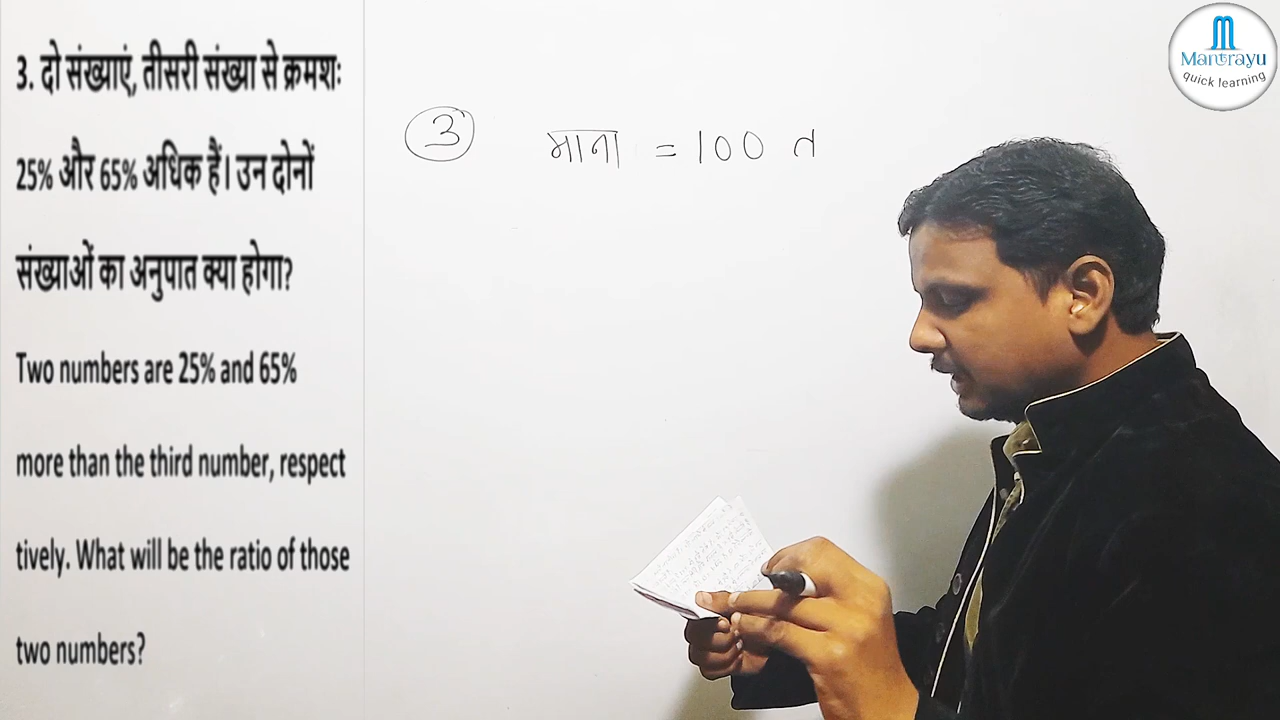 3. दो संख्याएं, तीसरी संख्या से क्रमशः
25% और 65% अधिक हैं। उन दोनों
संख्याओं का अनुपात क्या होगा?
Two numbers are 25% and 65%
more than the third number, respect
tively. What will be the ratio of those
two numbers?
3 माना = 100 त
Mantrayu
quick learning